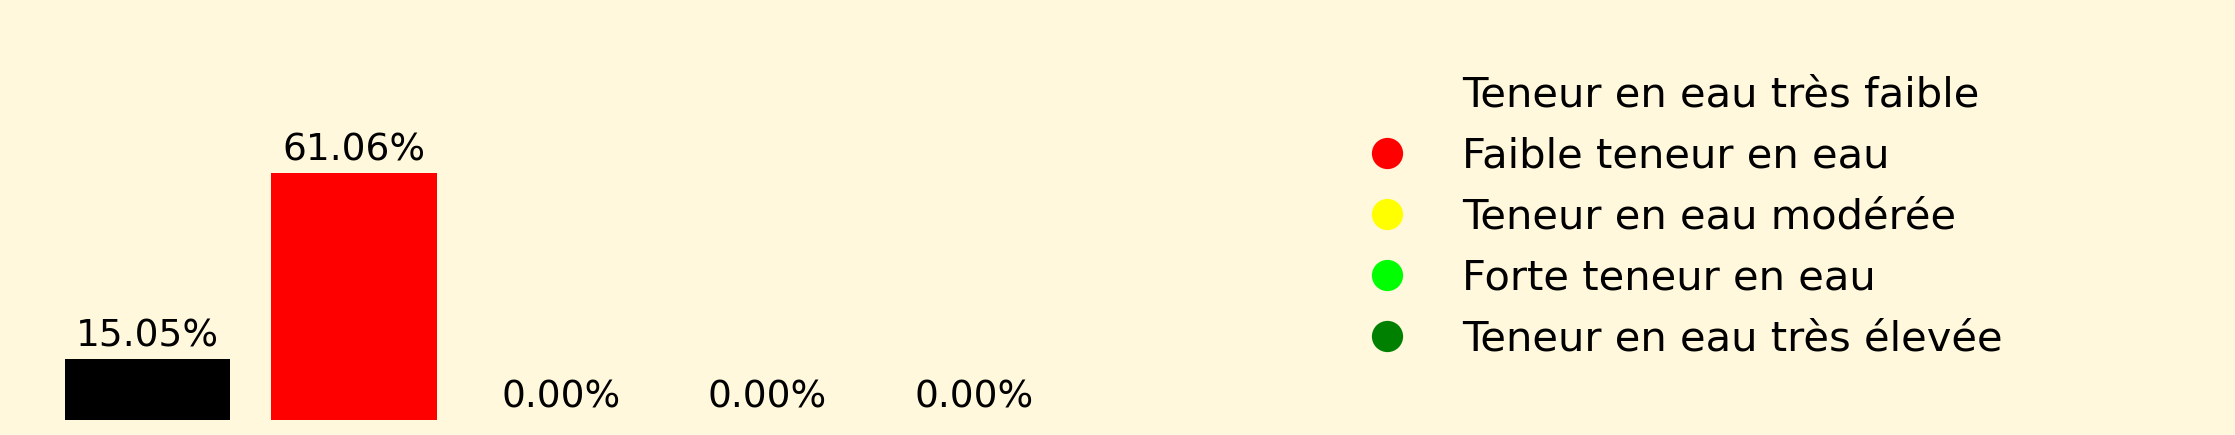 61.06%
15.05%
0.00%
0.00%
0.00%
Teneur en eau très faible
Faible teneur en eau
Teneur en eau modérée
Forte teneur en eau
Teneur en eau très élevée